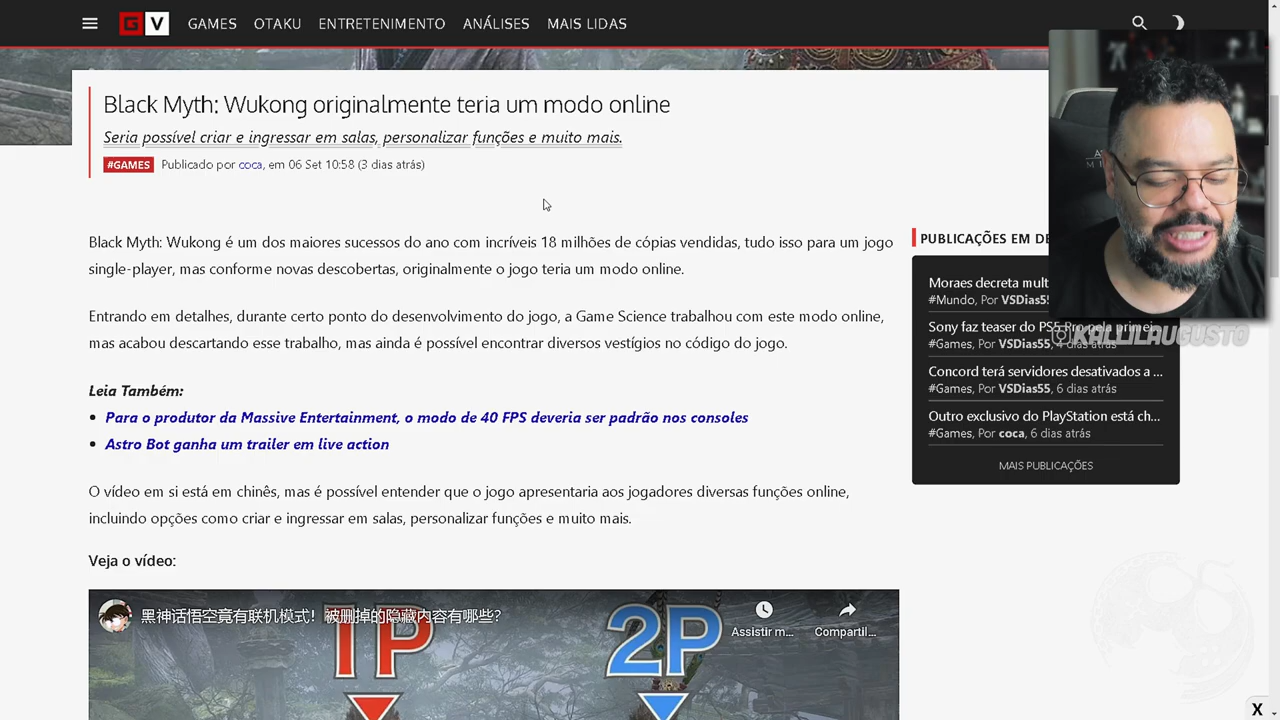 GV GAMES OTAKU ENTRETENIMENTO ANÁLISES MAIS LIDAS
Black Myth: Wukong originalmente teria um modo online
Seria possível criar e ingressar em salas, personalizar funções e muito mais.
#GAMES Publicado por coca, em 06 Set 10:58 (3 dias atrás)
Black Myth: Wukong é um dos maiores sucessos do ano com incríveis 18 milhões de cópias vendidas, tudo isso para um jogo
single-player, mas conforme novas descobertas, originalmente o jogo teria um modo online.
Entrando em detalhes, durante certo ponto do desenvolvimento do jogo, a Game Science trabalhou com este modo online,
mas acabou descartando esse trabalho, mas ainda é possível encontrar diversos vestígios no código do jogo.
Leia Também:
Para o produtor da Massive Entertainment, o modo de 40 FPS deveria ser padrão nos consoles
Astro Bot ganha um trailer em live action
O vídeo em si está em chinês, mas é possível entender que o jogo apresentaria aos jogadores diversas funções online,
incluindo opções como criar e ingressar em salas, personalizar funções e muito mais.
Veja o vídeo:
黑神话悟空竟有联机模式！被删掉的隐藏内容有哪些?
1P 2P
Assistir m... Compartil...
PUBLICAÇÕES EM DE
Moraes decreta mult
#Mundo, Por VSDias55
Sony faz teaser do PS5 Pro pela primei
#Games, Por VSDias55, 4 dias atrás
KALLILAUGUSTO
Concord terá servidores desativados a ...
#Games, Por VSDias55, 6 dias atrás
Outro exclusivo do PlayStation está ch...
#Games, Por coca, 6 dias atrás
MAIS PUBLICAÇÕES
X